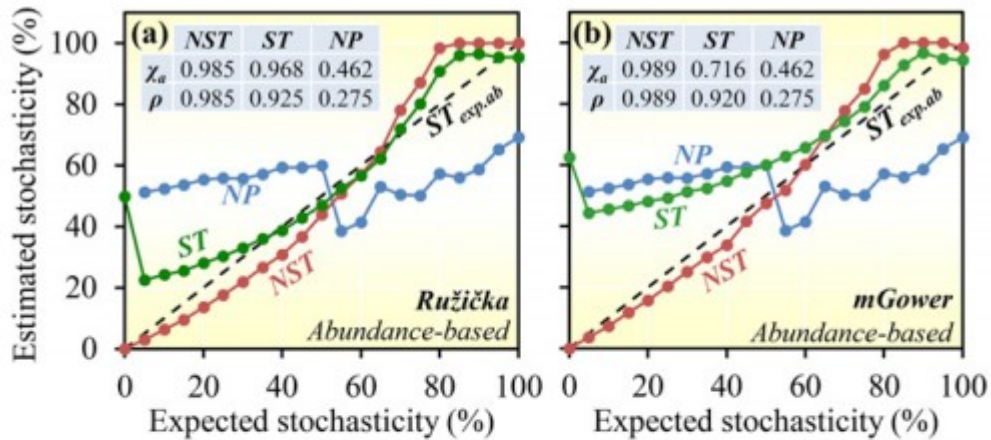 Estimated stochasticity (%)
(a)
NST ST NP
χa 0.985 0.968 0.462
ρ 0.985 0.925 0.275
STexp.ab
NP
ST
NST
Ružička
Abundance-based
100
80
60
40
20
0
0 20 40 60 80 100
Expected stochasticity (%)
(b)
NST ST NP
χa 0.989 0.716 0.462
ρ 0.989 0.920 0.275
STexp.ab
NP
ST
NST
mGower
Abundance-based
0 20 40 60 80 100
Expected stochasticity (%)